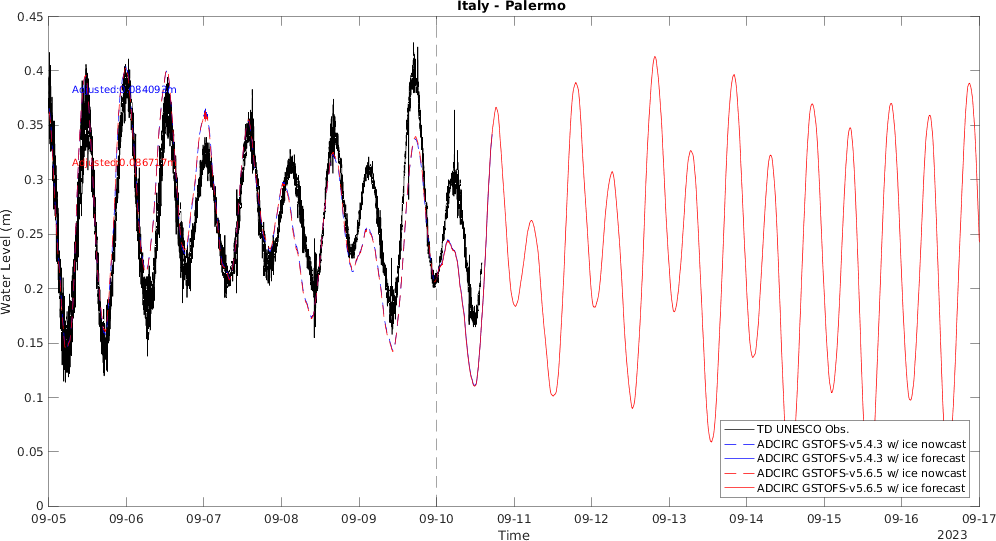 Italy - Palermo
0.45
0.4
0.35
0.3
0.25
0.2
0.15
0.1
0.05
0
Water Level (m)
Adjusted:0.084092m
TD UNESCO Obs.
ADCIRC GSTOFS-v5.4.3 w/ ice nowcast
ADCIRC GSTOFS-v5.4.3 w/ ice forecast
ADCIRC GSTOFS-v5.6.5 w/ ice nowcast
ADCIRC GSTOFS-v5.6.5 w/ ice forecast
09-05 09-06 09-07 09-08 09-09 09-10 09-11 09-12 09-13 09-14 09-15 09-16 09-17
Time
2023